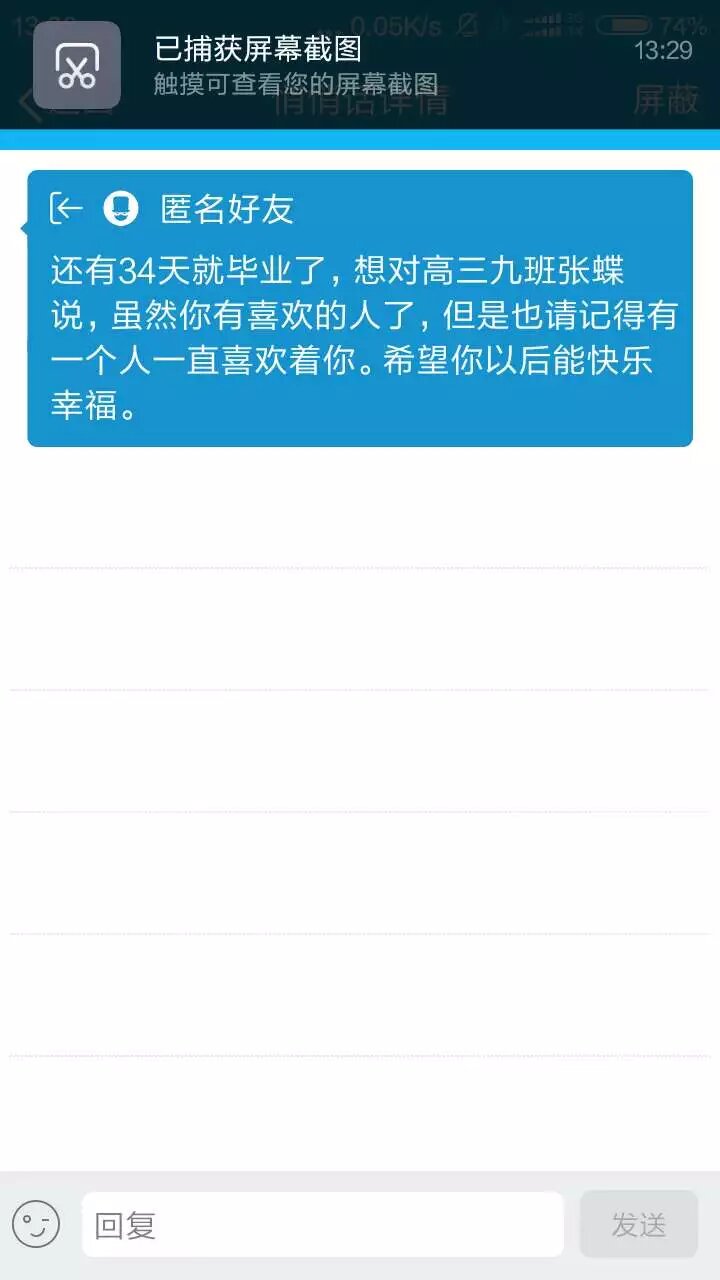 已捕获屏幕截图
13:29
触摸可查看您的屏幕截图
0.05K/s
74%
悄悄话详情
屏蔽
匿名好友
还有34天就毕业了，想对高三九班张蝶
说，虽然你有喜欢的人了，但是也请记得有
一个人一直喜欢着你。希望你以后能快乐
幸福。
回复
发送